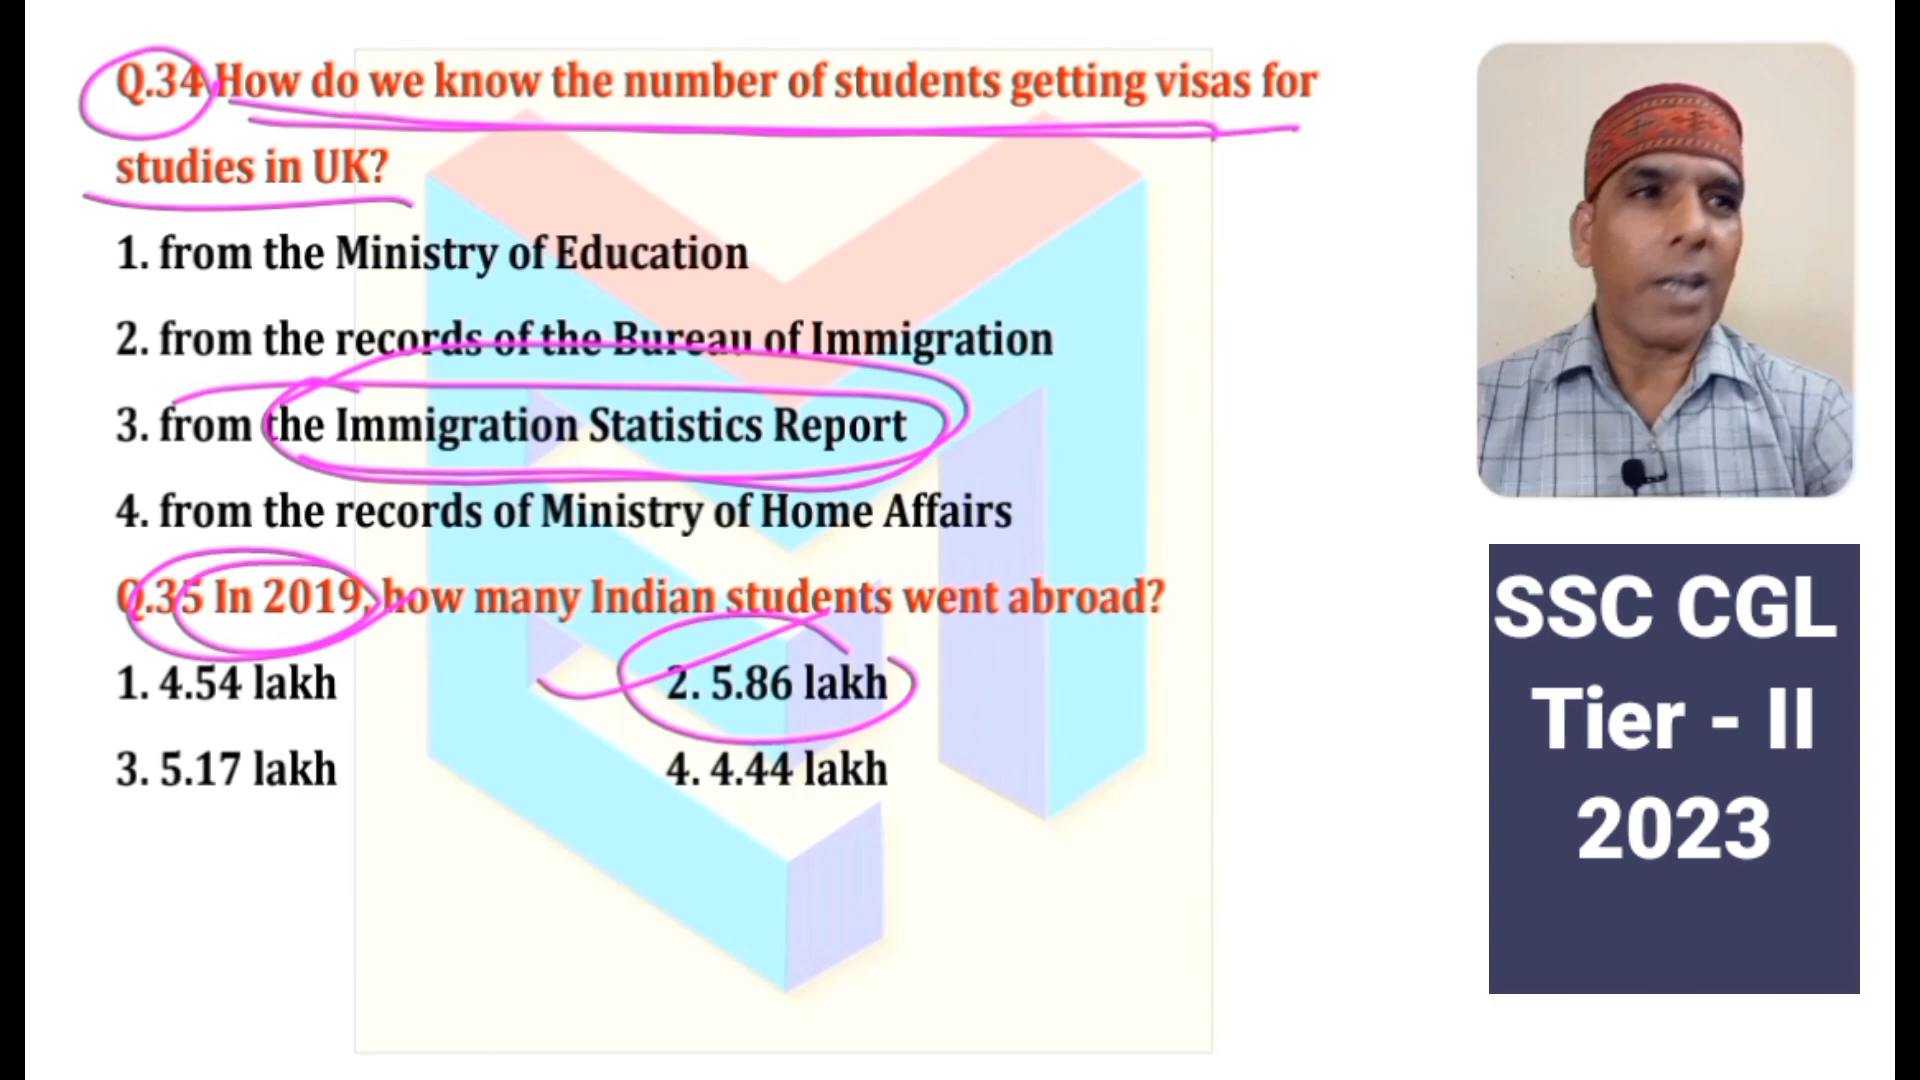 Q.34 How do we know the number of students getting visas for
studies in UK?
1. from the Ministry of Education
2. from the records of the Bureau of Immigration
3. from the Immigration Statistics Report
4. from the records of Ministry of Home Affairs
Q.35 In 2019, how many Indian students went abroad?
1. 4.54 lakh 2. 5.86 lakh
3. 5.17 lakh 4. 4.44 lakh
SSC CGL
Tier - II
2023